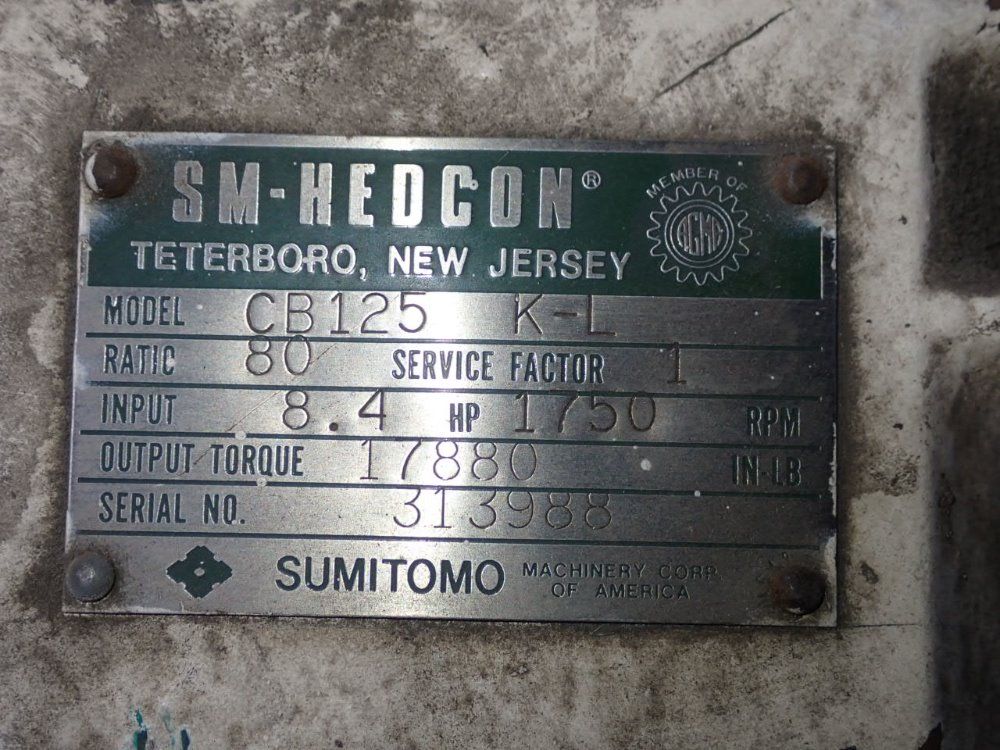 SM-HEDCON®
TETERBORO, NEW JERSEY
MEMBER OF
AGMA
MODEL CB125 K-L
RATIO 80 SERVICE FACTOR 1
INPUT 8.4 HP 1750 RPM
OUTPUT TORQUE 17880 IN-LB
SERIAL NO. 313988
SUMITOMO MACHINERY CORP.
OF AMERICA